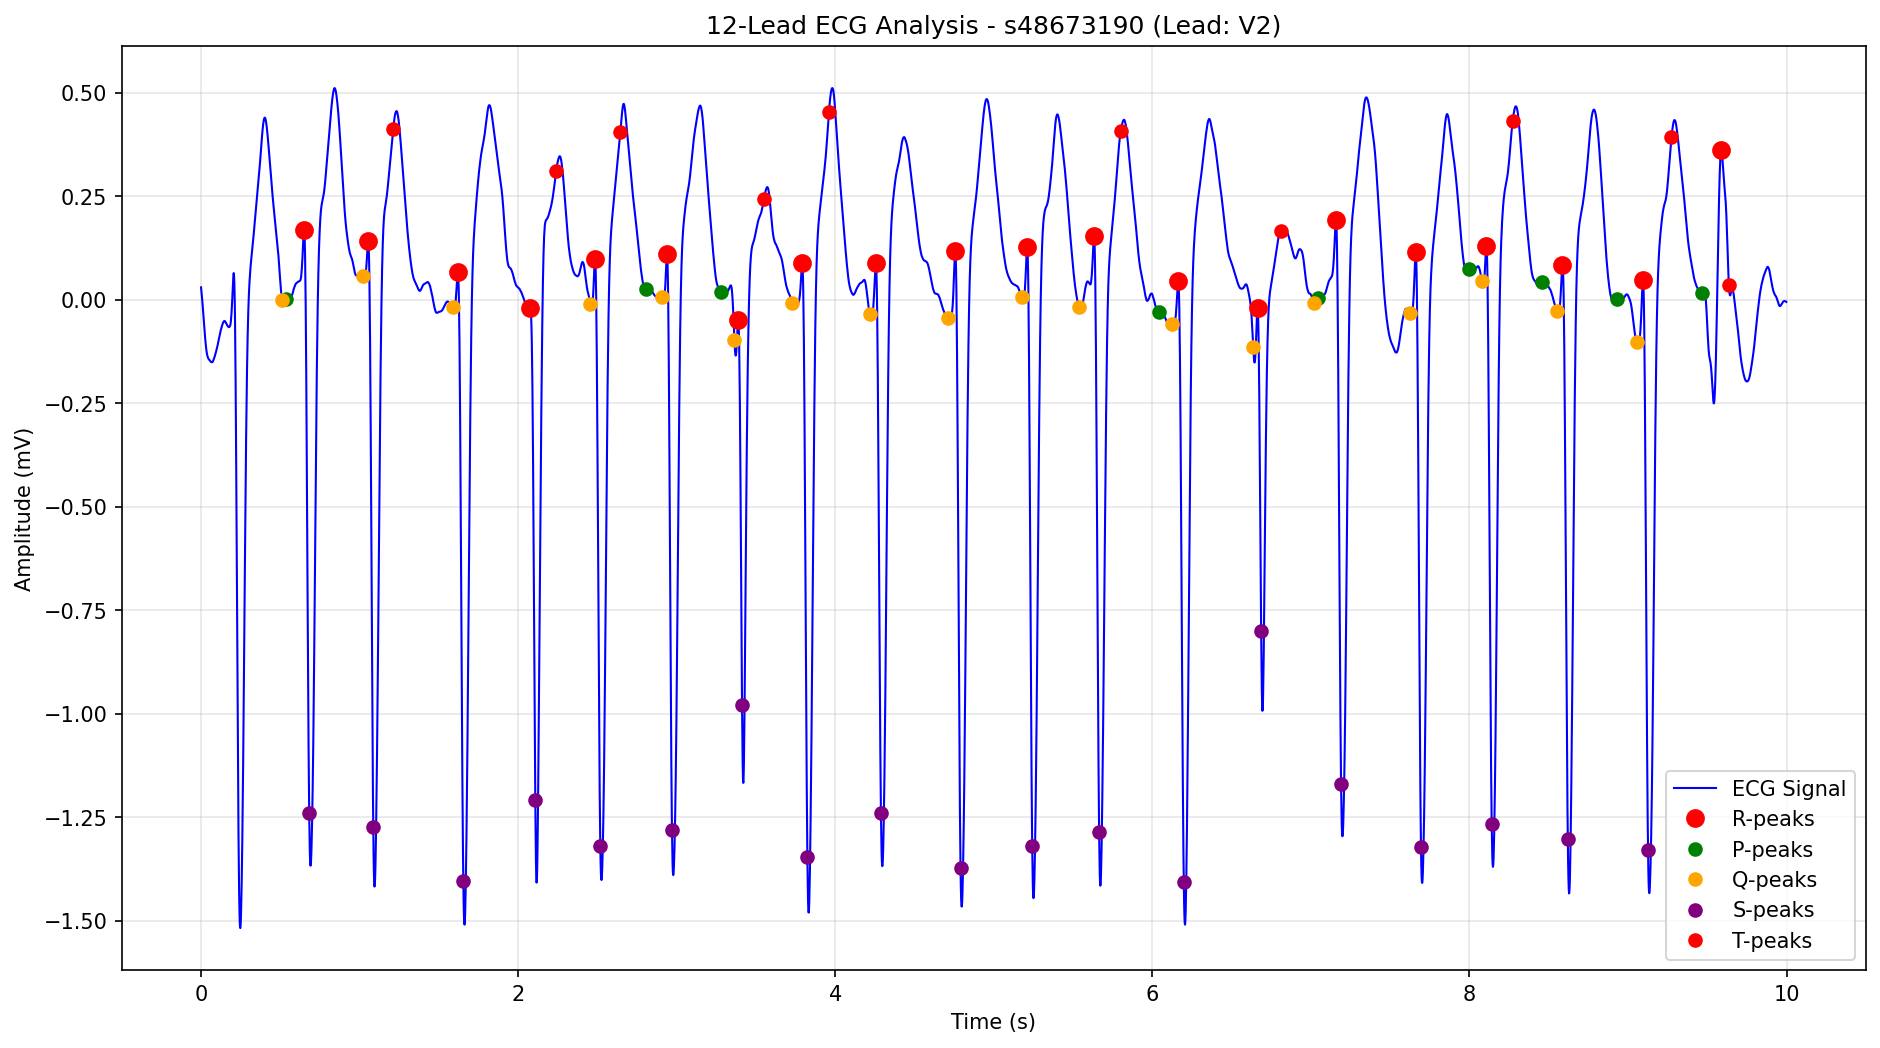 12-Lead ECG Analysis - s48673190 (Lead: V2)
Amplitude (mV)
0.50
0.25
0.00
−0.25
−0.50
−0.75
−1.00
−1.25
−1.50
ECG Signal
R-peaks
P-peaks
Q-peaks
S-peaks
T-peaks
0 2 4 6 8 10
Time (s)